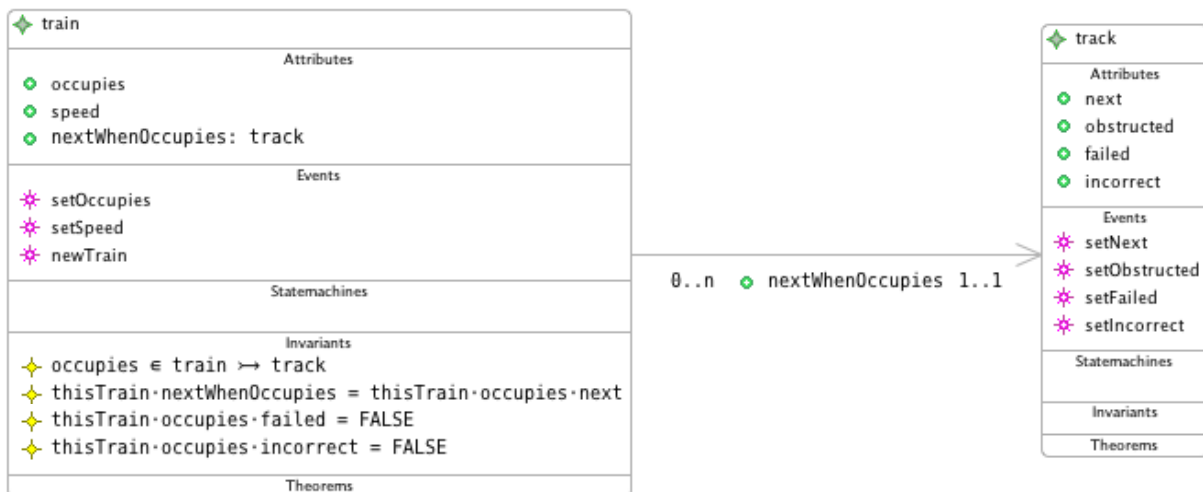 train
Attributes
occupies
speed
nextWhenOccupies: track
Events
setOccupies
setSpeed
newTrain
Statemachines
Invariants
occupies ∈ train ↣ track
thisTrain·nextWhenOccupies = thisTrain·occupies·next
thisTrain·occupies·failed = FALSE
thisTrain·occupies·incorrect = FALSE
Theorems
0..n nextWhenOccupies 1..1
track
Attributes
next
obstructed
failed
incorrect
Events
setNext
setObstructed
setFailed
setIncorrect
Statemachines
Invariants
Theorems